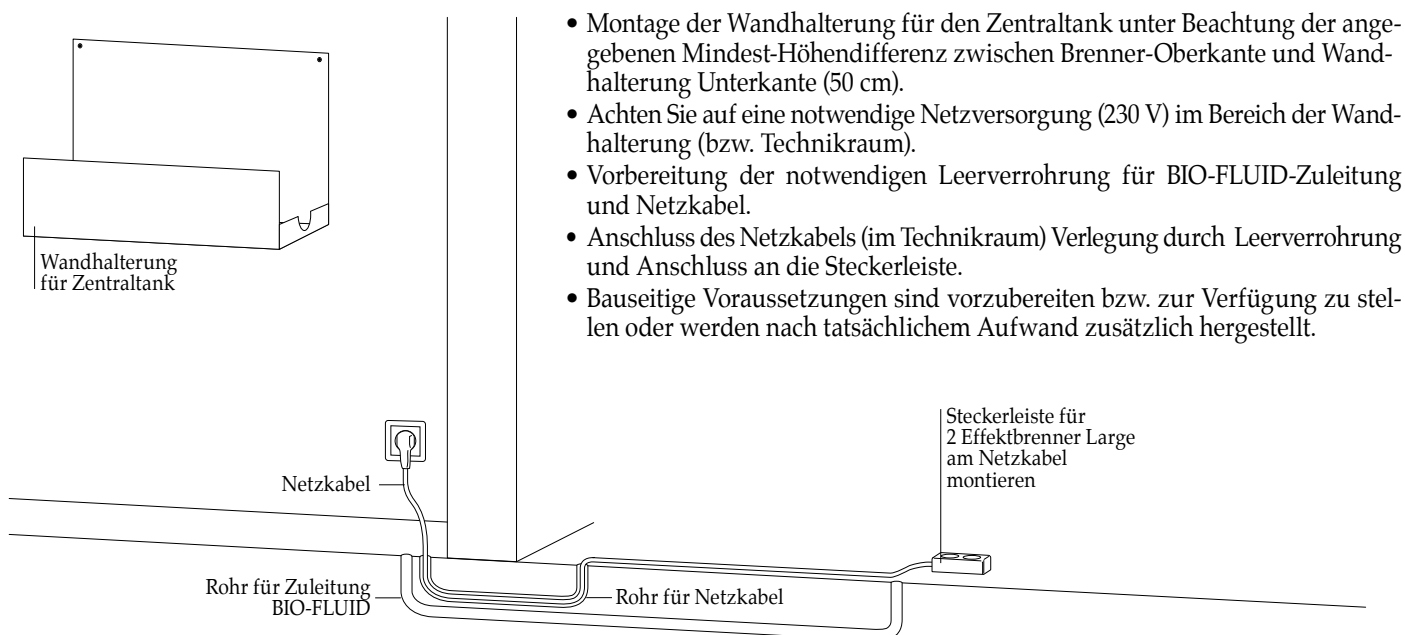 • Montage der Wandhalterung für den Zentraltank unter Beachtung der ange-
gebenen Mindest-Höhendifferenz zwischen Brenner-Oberkante und Wand-
halterung Unterkante (50 cm).
• Achten Sie auf eine notwendige Netzversorgung (230 V) im Bereich der Wand-
halterung (bzw. Technikraum).
• Vorbereitung der notwendigen Leerverrohrung für BIO-FLUID-Zuleitung
und Netzkabel.
• Anschluss des Netzkabels (im Technikraum) Verlegung durch Leerverrohrung
und Anschluss an die Steckerleiste.
• Bauseitige Voraussetzungen sind vorzubereiten bzw. zur Verfügung zu stel-
len oder werden nach tatsächlichem Aufwand zusätzlich hergestellt.
Wandhalterung
für Zentraltank
Steckerleiste für
2 Effektbrenner Large
am Netzkabel
montieren
Netzkabel
Rohr für Zuleitung
BIO-FLUID
Rohr für Netzkabel